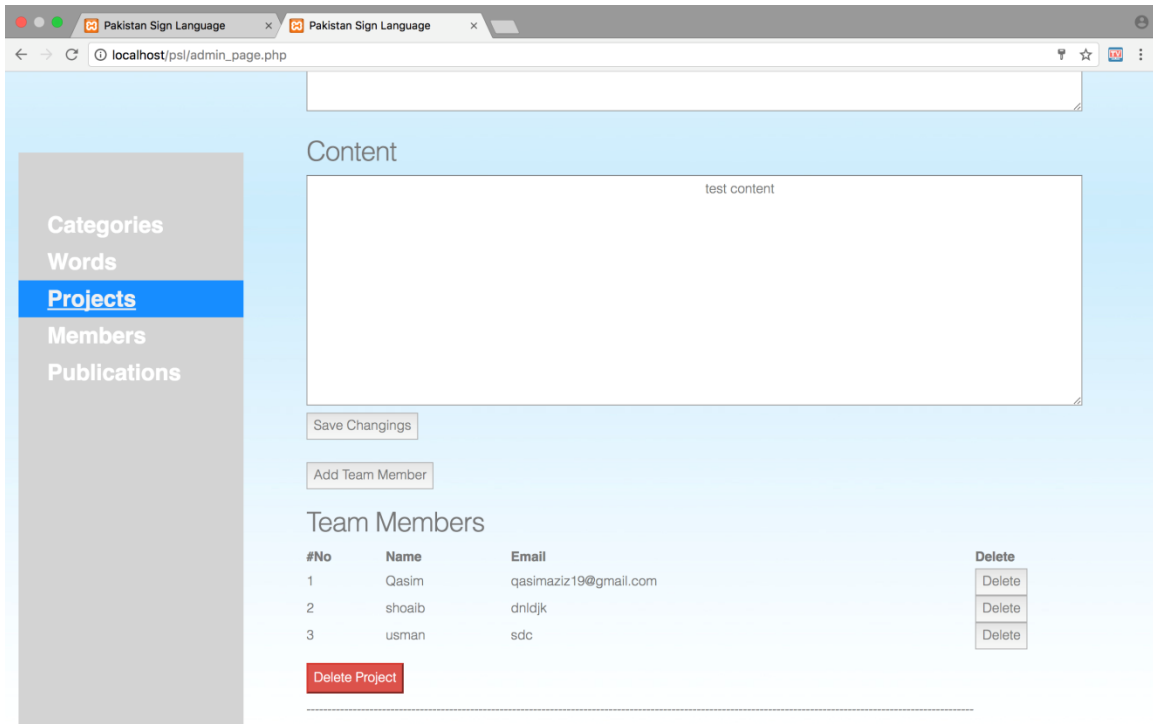 Pakistan Sign Language × Pakistan Sign Language ×
localhost/psl/admin_page.php
TV
Categories
Words
Projects
Members
Publications
Content
test content
Save Changings
Add Team Member
Team Members
#No Name Email Delete
1 Qasim qasimaziz19@gmail.com Delete
2 shoaib dnldjk Delete
3 usman sdc Delete
Delete Project